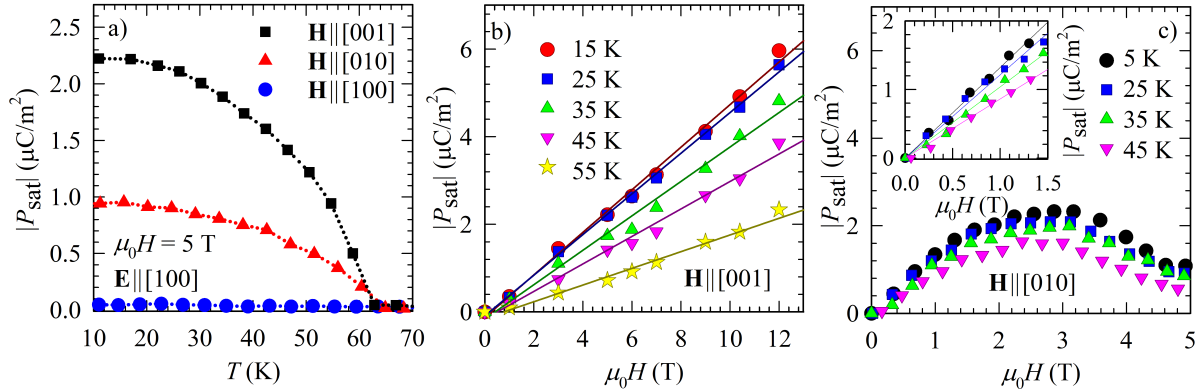 a)
H||[001]
H||[010]
H||[100]
μ₀H = 5 T
E||[100]
|P_sat| (μC/m²)
0.0
0.5
1.0
1.5
2.0
2.5
10 20 30 40 50 60 70
T (K)
b)
15 K
25 K
35 K
45 K
55 K
H||[001]
|P_sat| (μC/m²)
0
2
4
6
0 2 4 6 8 10 12
μ₀H (T)
c)
5 K
25 K
35 K
45 K
H||[010]
|P_sat| (μC/m²)
0
2
4
6
0 1 2 3 4 5
μ₀H (T)
|P_sat| (μC/m²)
0
1
2
0.0 0.5 1.0 1.5
μ₀H (T)